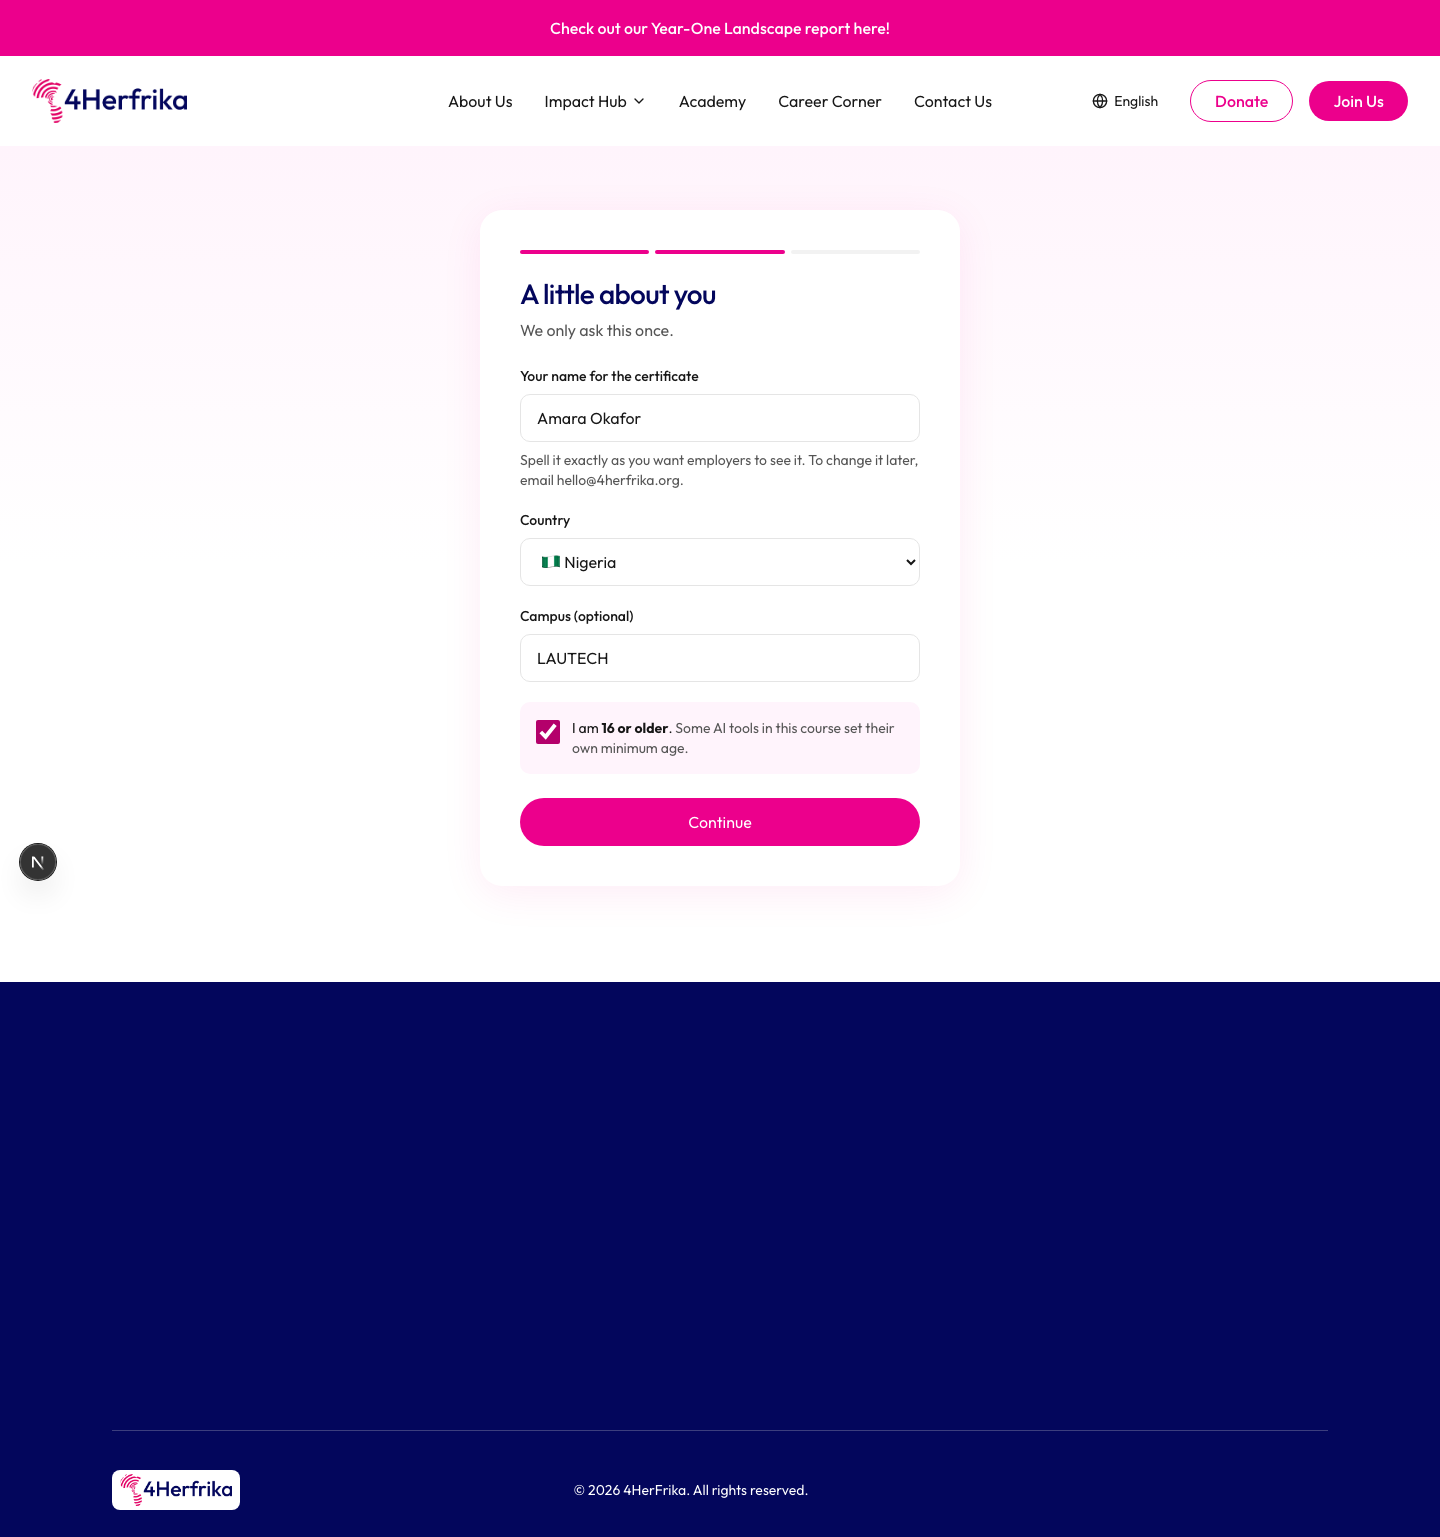 Check out our Year-One Landscape report here!
4Herfrika
About Us
Impact Hub
Academy
Career Corner
Contact Us
English
Donate
Join Us
A little about you
We only ask this once.
Your name for the certificate
Amara Okafor
Spell it exactly as you want employers to see it. To change it later,
email hello@4herfrika.org.
Country
🇳🇬 Nigeria
Campus (optional)
LAUTECH
I am 16 or older. Some AI tools in this course set their
own minimum age.
Continue
N
4Herfrika
© 2026 4HerFrika. All rights reserved.